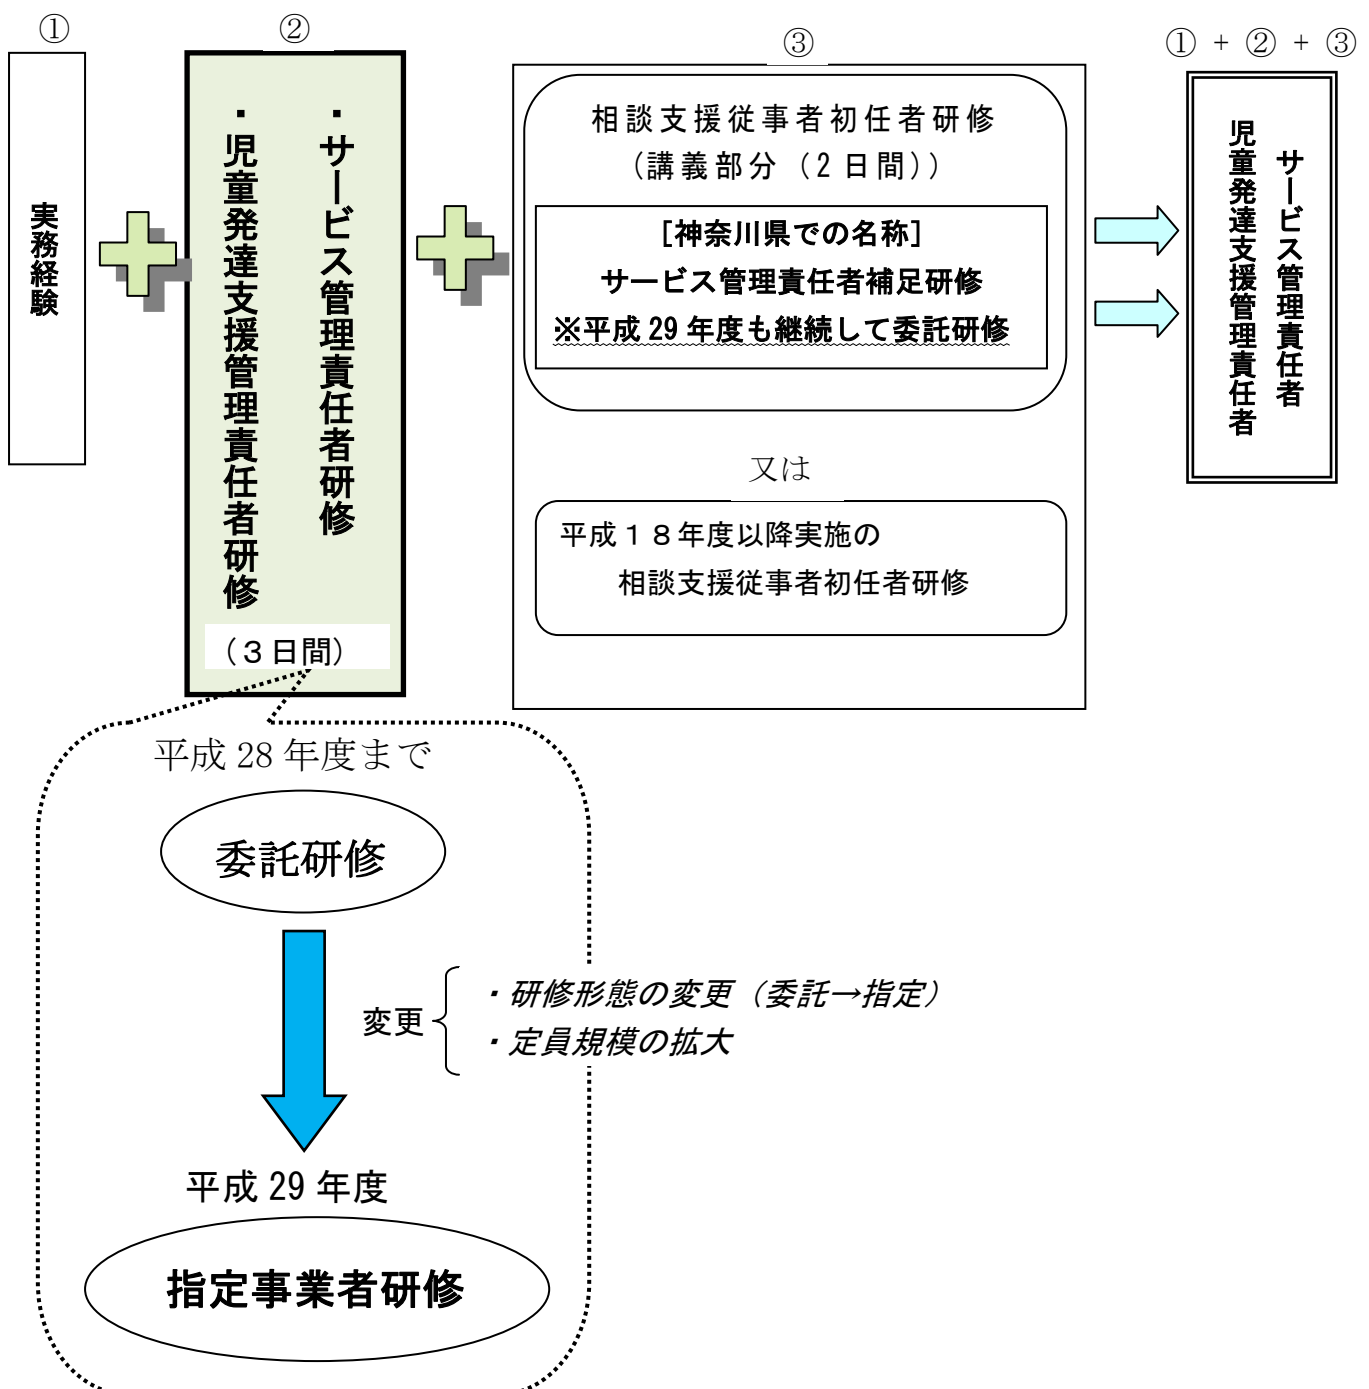 ①
実務経験
②
・サービス管理責任者研修
・児童発達支援管理責任者研修
（３日間）
③
相談支援従事者初任者研修
（講義部分（２日間））
［神奈川県での名称］
サービス管理責任者補足研修
※平成 29 年度も継続して委託研修
又は
平成１８年度以降実施の
相談支援従事者初任者研修
① + ② + ③
サービス管理責任者
児童発達支援管理責任者
平成 28 年度まで
委託研修
変更
・研修形態の変更（委託→指定）
・定員規模の拡大
平成 29 年度
指定事業者研修